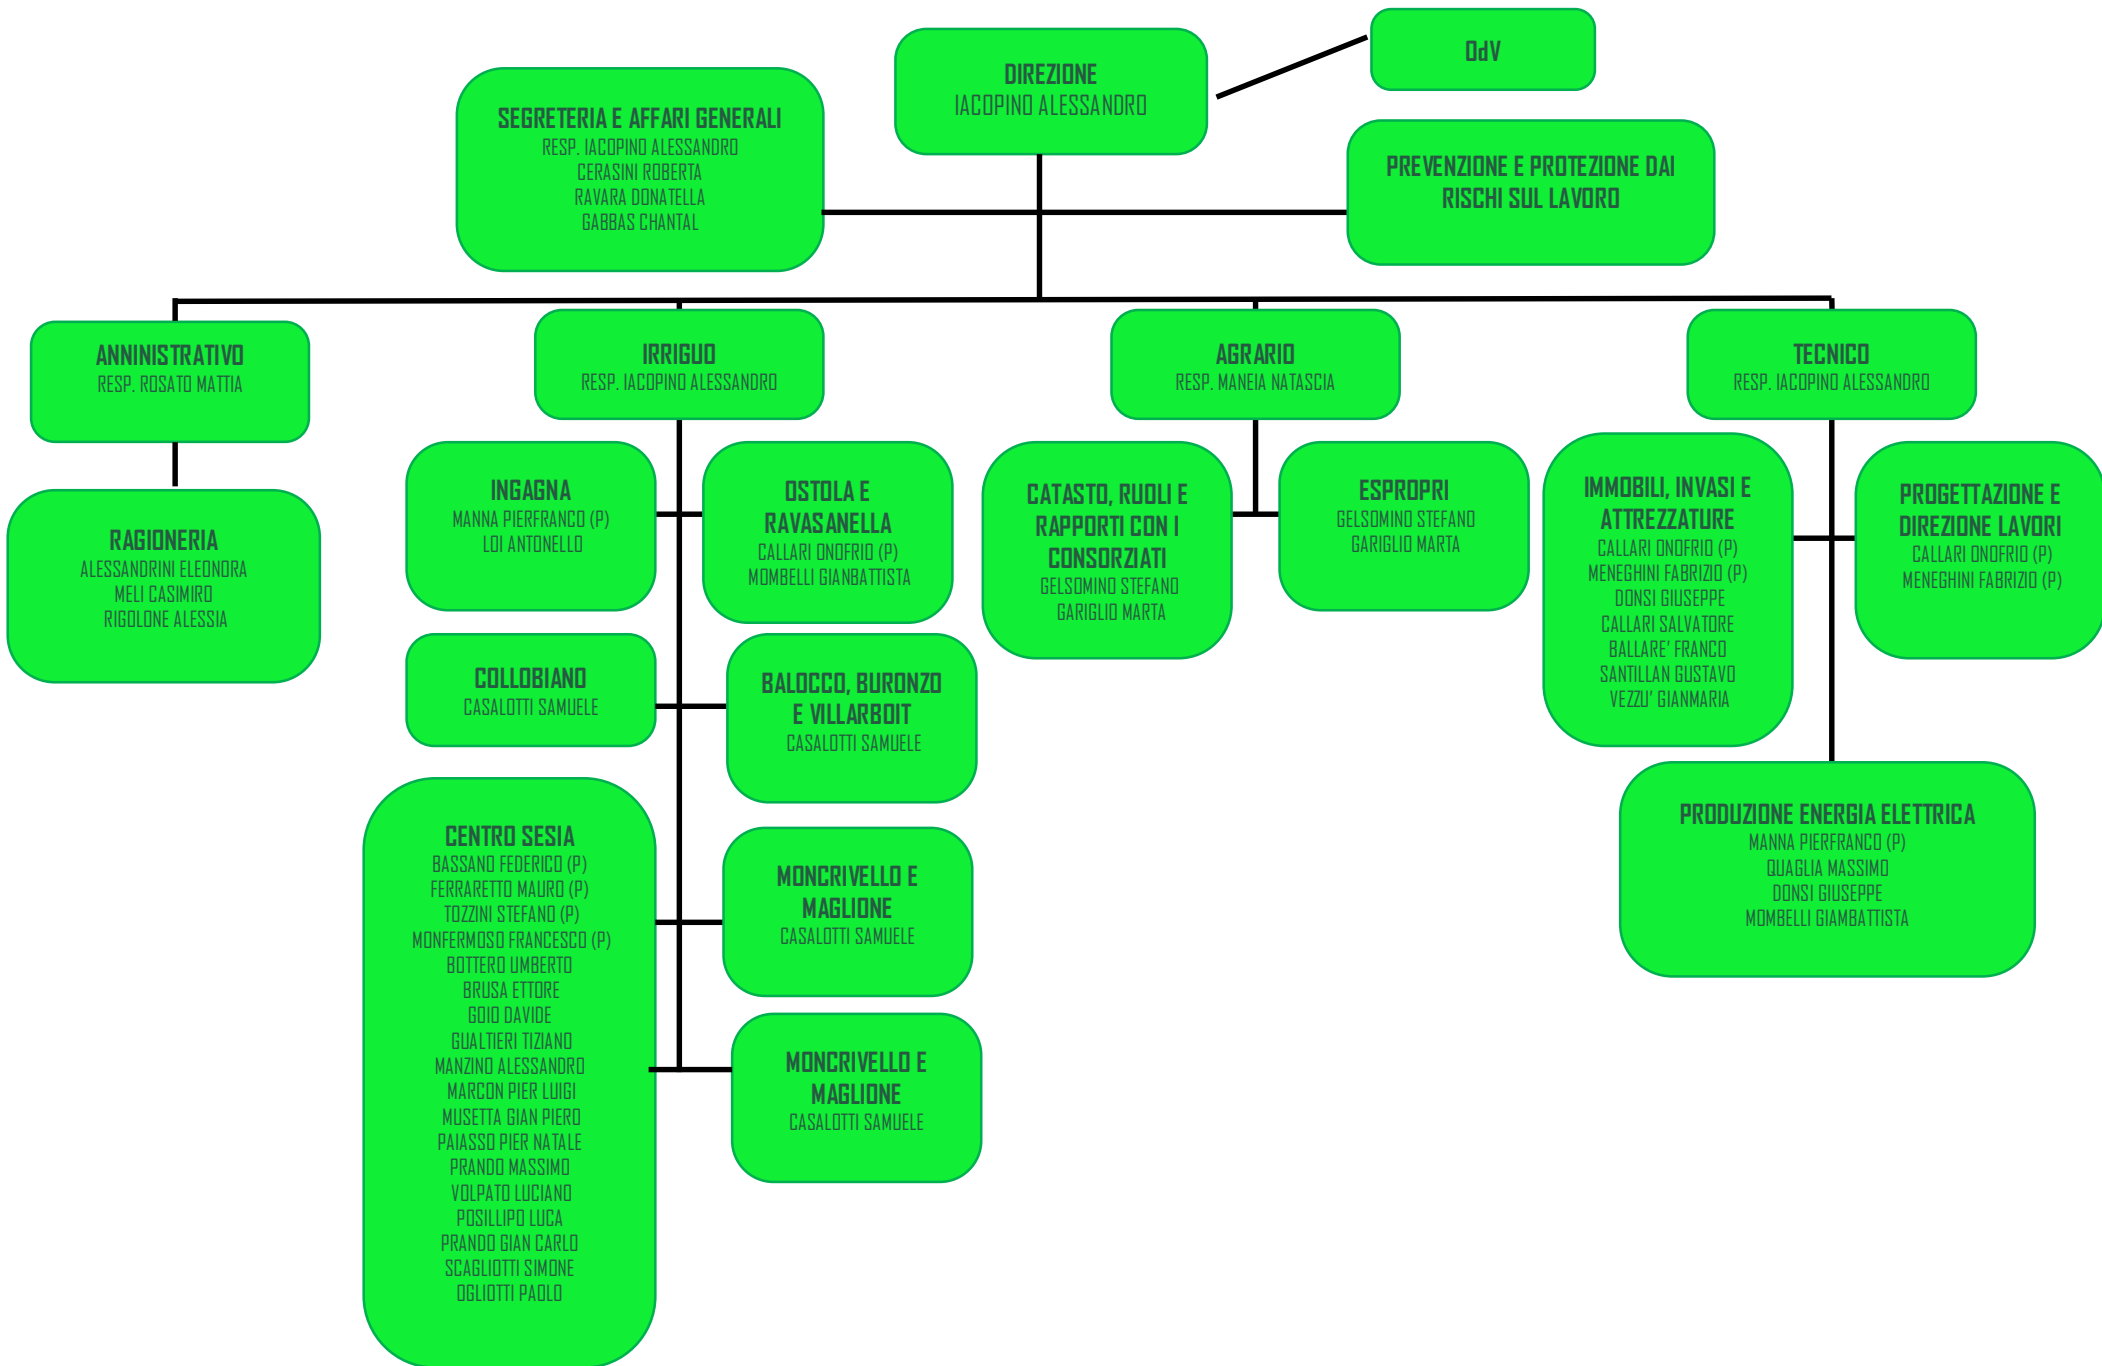 OdV
DIREZIONE
IACOPINO ALESSANDRO
SEGRETERIA E AFFARI GENERALI
RESP. IACOPINO ALESSANDRO
CERASINI ROBERTA
RAVARA DONATELLA
GABBAS CHANTAL
PREVENZIONE E PROTEZIONE DAI
RISCHI SUL LAVORO
ANNINISTRATIVO
RESP. ROSATO MATTIA
IRRIGUO
RESP. IACOPINO ALESSANDRO
AGRARIO
RESP. MANEIA NATASCIA
TECNICO
RESP. IACOPINO ALESSANDRO
RAGIONERIA
ALESSANDRINI ELEONORA
MELI CASIMIRO
RIGOLONE ALESSIA
INGAGNA
MANNA PIERFRANCO (P)
LOI ANTONELLO
OSTOLA E
RAVASANELLA
CALLARI ONOFRIO (P)
MOMBELLI GIANBATTISTA
COLLOBIANO
CASALOTTI SAMUELE
BALOCCO, BURONZO
E VILLARBOIT
CASALOTTI SAMUELE
CENTRO SESIA
BASSANO FEDERICO (P)
FERRARETTO MAURO (P)
TOZZINI STEFANO (P)
MONFERMOSO FRANCESCO (P)
BOTTERO UMBERTO
BRUSA ETTORE
GOIO DAVIDE
GUALTIERI TIZIANO
MANZINO ALESSANDRO
MARCON PIER LUIGI
MUSETTA GIAN PIERO
PAIASSO PIER NATALE
PRANDO MASSIMO
VOLPATO LUCIANO
POSILLIPO LUCA
PRANDO GIAN CARLO
SCAGLIOTTI SIMONE
OGLIOTTI PAOLO
MONCRIVELLO E
MAGLIONE
CASALOTTI SAMUELE
MONCRIVELLO E
MAGLIONE
CASALOTTI SAMUELE
CATASTO, RUOLI E
RAPPORTI CON I
CONSORZIATI
GELSOMINO STEFANO
GARIGLIO MARTA
ESPROPRI
GELSOMINO STEFANO
GARIGLIO MARTA
IMMOBILI, INVASI E
ATTREZZATURE
CALLARI ONOFRIO (P)
MENEGHINI FABRIZIO (P)
DONSI GIUSEPPE
CALLARI SALVATORE
BALLARE’ FRANCO
SANTILLAN GUSTAVO
VEZZU’ GIANMARIA
PROGETTAZIONE E
DIREZIONE LAVORI
CALLARI ONOFRIO (P)
MENEGHINI FABRIZIO (P)
PRODUZIONE ENERGIA ELETTRICA
MANNA PIERFRANCO (P)
QUAGLIA MASSIMO
DONSI GIUSEPPE
MOMBELLI GIAMBATTISTA